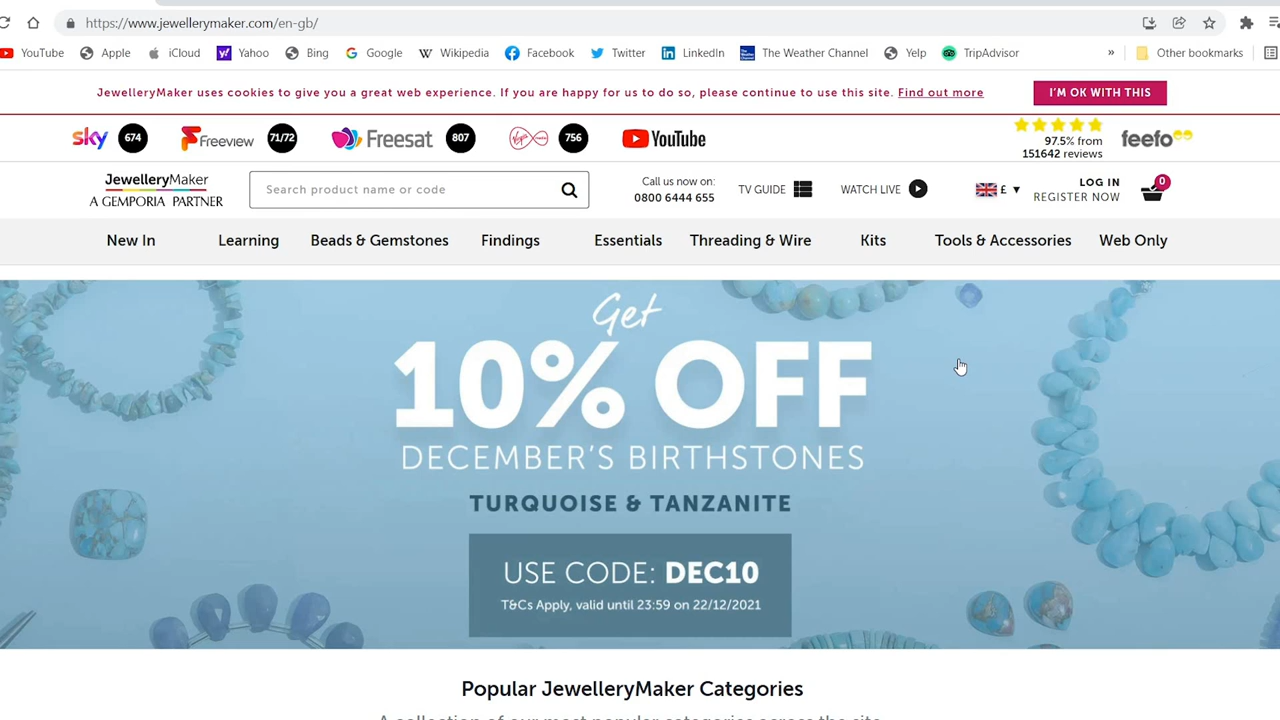 https://www.jewellerymaker.com/en-gb/
YouTube Apple iCloud Yahoo Bing Google Wikipedia Facebook Twitter LinkedIn The Weather Channel Yelp TripAdvisor » Other bookmarks
JewelleryMaker uses cookies to give you a great web experience. If you are happy for us to do so, please continue to use this site. Find out more
I'M OK WITH THIS
sky 674 Freeview 71/72 Freesat 807 Virgin media 756 YouTube
97.5% from
151642 reviews
feefo
JewelleryMaker
A GEMPORIA PARTNER
Search product name or code
Call us now on:
0800 6444 655
TV GUIDE
WATCH LIVE
£ ▼
LOG IN
REGISTER NOW
0
New In Learning Beads & Gemstones Findings Essentials Threading & Wire Kits Tools & Accessories Web Only
Get
10% OFF
DECEMBER'S BIRTHSTONES
TURQUOISE & TANZANITE
USE CODE: DEC10
T&Cs Apply, valid until 23:59 on 22/12/2021
Popular JewelleryMaker Categories
A collection of our most popular categories across the site